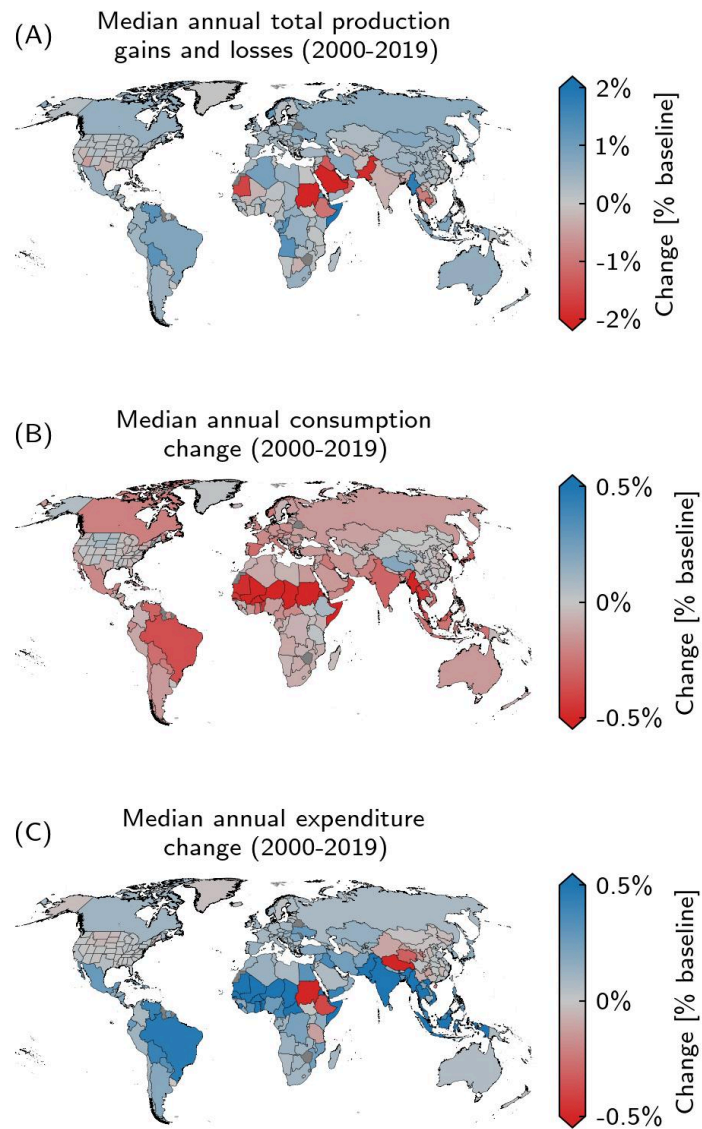 (A)
Median annual total production
gains and losses (2000-2019)
2%
1%
0%
-1%
-2%
Change [% baseline]
(B)
Median annual consumption
change (2000-2019)
0.5%
0%
-0.5%
Change [% baseline]
(C)
Median annual expenditure
change (2000-2019)
0.5%
0%
-0.5%
Change [% baseline]